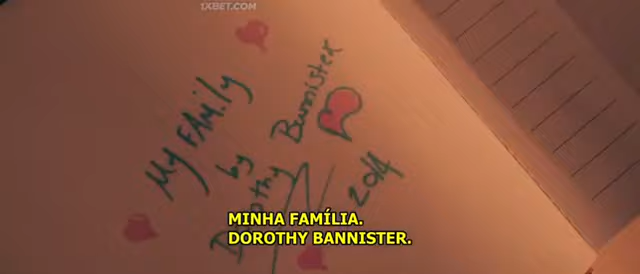 1XBET.COM
My FAMily
by
Dorothy Bannister
2014
MINHA FAMÍLIA.
DOROTHY BANNISTER.